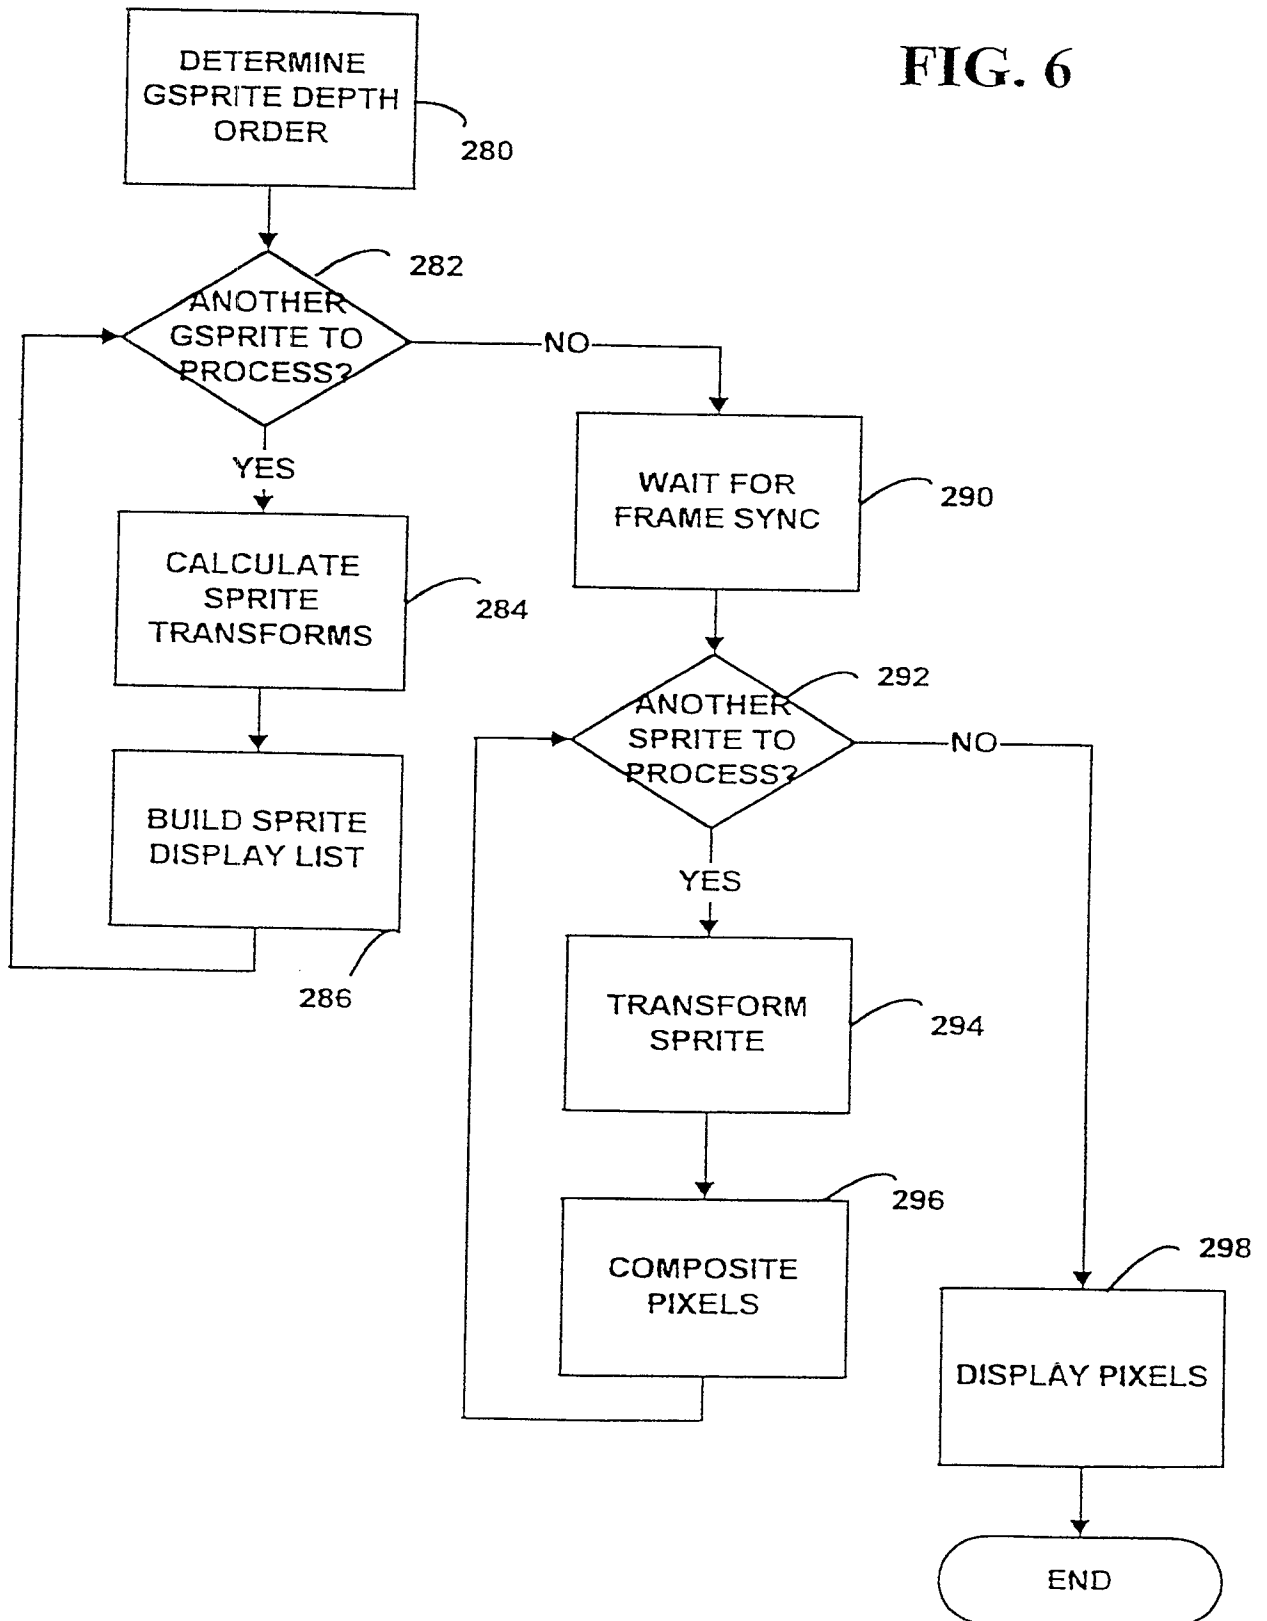 FIG. 6
DETERMINE
GSPRITE DEPTH
ORDER
280
282
ANOTHER
GSPRITE TO
PROCESS?
NO
YES
CALCULATE
SPRITE
TRANSFORMS
284
BUILD SPRITE
DISPLAY LIST
286
WAIT FOR
FRAME SYNC
290
292
ANOTHER
SPRITE TO
PROCESS?
NO
YES
TRANSFORM
SPRITE
294
296
COMPOSITE
PIXELS
298
DISPLAY PIXELS
END